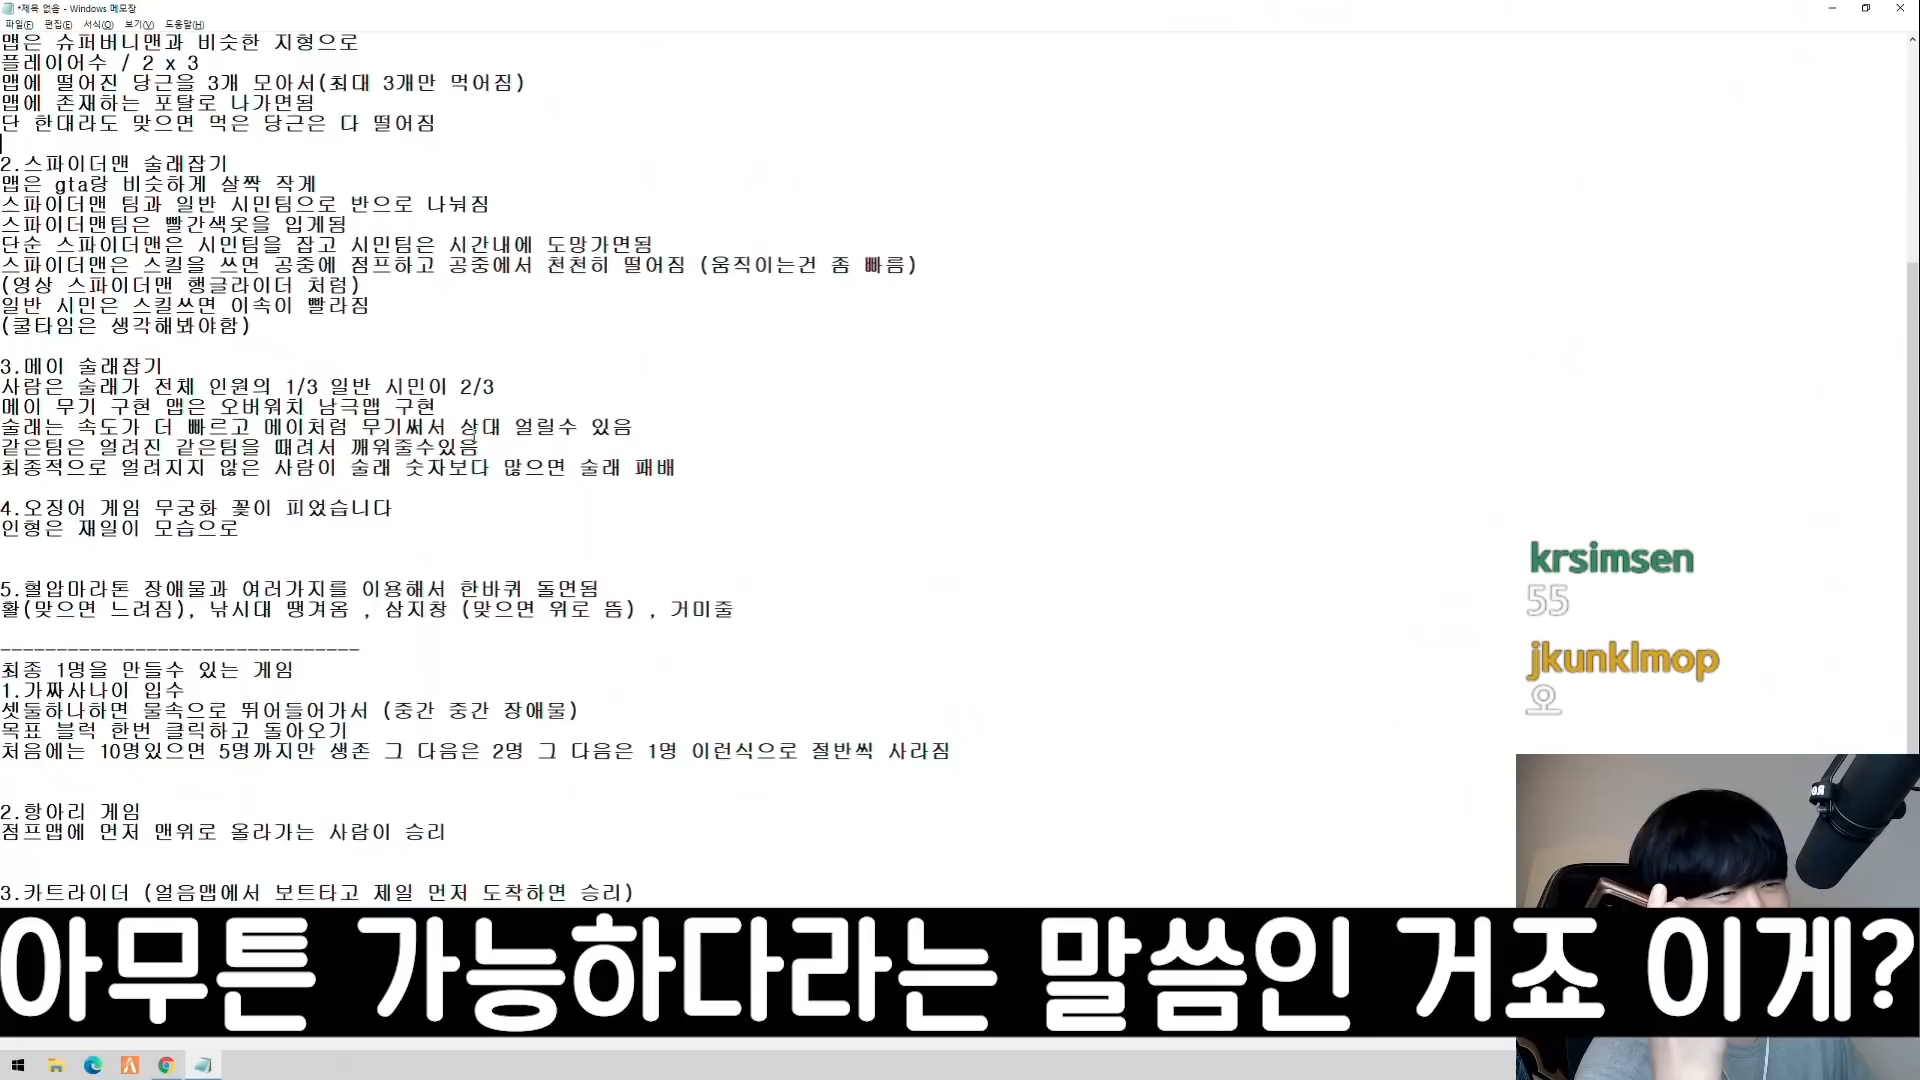 *제목 없음 - Windows 메모장
파일(F) 편집(E) 서식(O) 보기(V) 도움말(H)
맵은 슈퍼버니맨과 비슷한 지형으로
플레이어수 / 2 x 3
맵에 떨어진 당근을 3개 모아서(최대 3개만 먹어짐)
맵에 존재하는 포탈로 나가면됨
단 한대라도 맞으면 먹은 당근은 다 떨어짐
2.스파이더맨 술래잡기
맵은 gta랑 비슷하게 살짝 작게
스파이더맨 팀과 일반 시민팀으로 반으로 나눠짐
스파이더맨팀은 빨간색옷을 입게됨
단순 스파이더맨은 시민팀을 잡고 시민팀은 시간내에 도망가면됨
스파이더맨은 스킬을 쓰면 공중에 점프하고 공중에서 천천히 떨어짐 (움직이는건 좀 빠름)
(영상 스파이더맨 행글라이더 처럼)
일반 시민은 스킬쓰면 이속이 빨라짐
(쿨타임은 생각해봐야함)
3.메이 술래잡기
사람은 술래가 전체 인원의 1/3 일반 시민이 2/3
메이 무기 구현 맵은 오버워치 남극맵 구현
술래는 속도가 더 빠르고 메이처럼 무기써서 상대 얼릴수 있음
같은팀은 얼려진 같은팀을 때려서 깨워줄수있음
최종적으로 얼려지지 않은 사람이 술래 숫자보다 많으면 술래 패배
4.오징어 게임 무궁화 꽃이 피었습니다
인형은 재일이 모습으로
5.혈압마라톤 장애물과 여러가지를 이용해서 한바퀴 돌면됨
활(맞으면 느려짐), 낚시대 땡겨옴 , 삼지창 (맞으면 위로 뜸) , 거미줄
---------------------------------
최종 1명을 만들수 있는 게임
1.가짜사나이 입수
셋둘하나하면 물속으로 뛰어들어가서 (중간 중간 장애물)
목표 블럭 한번 클릭하고 돌아오기
처음에는 10명있으면 5명까지만 생존 그 다음은 2명 그 다음은 1명 이런식으로 절반씩 사라짐
2.항아리 게임
점프맵에 먼저 맨위로 올라가는 사람이 승리
3.카트라이더 (얼음맵에서 보트타고 제일 먼저 도착하면 승리)
krsimsen
55
jkunklmop
오
아무튼 가능하다라는 말씀인 거죠 이게?